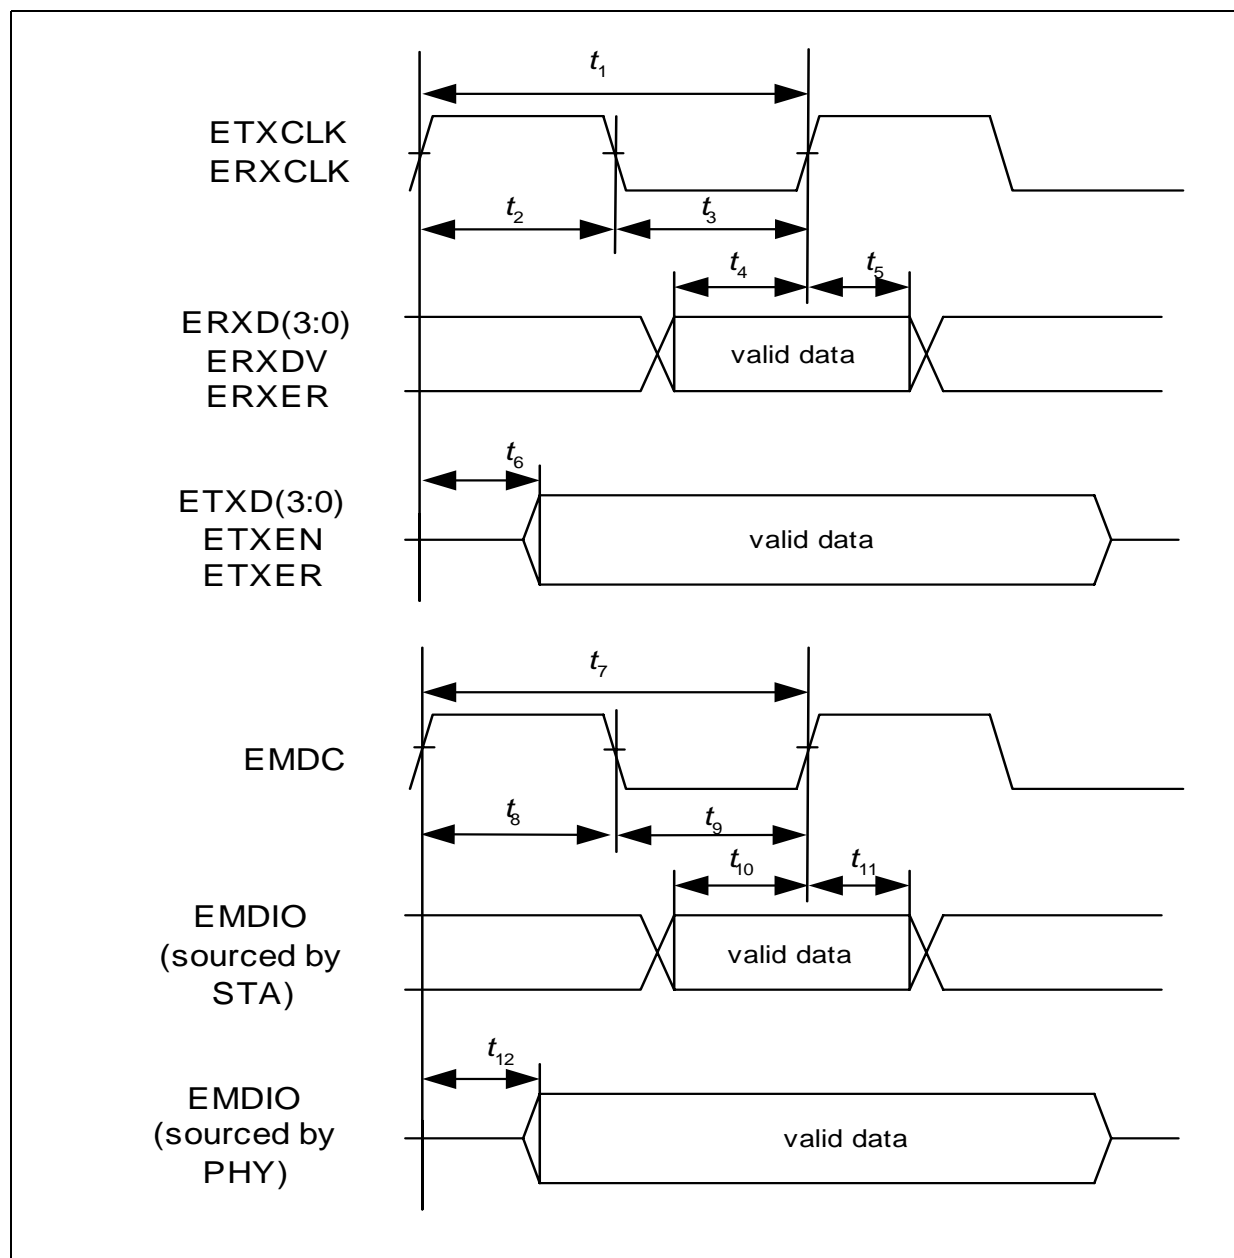 t1
ETXCLK
ERXCLK
t2
t3
t4
t5
ERXD(3:0)
ERXDV
ERXER
valid data
t6
ETXD(3:0)
ETXEN
ETXER
valid data
t7
EMDC
t8
t9
t10
t11
EMDIO
(sourced by
STA)
valid data
t12
EMDIO
(sourced by
PHY)
valid data